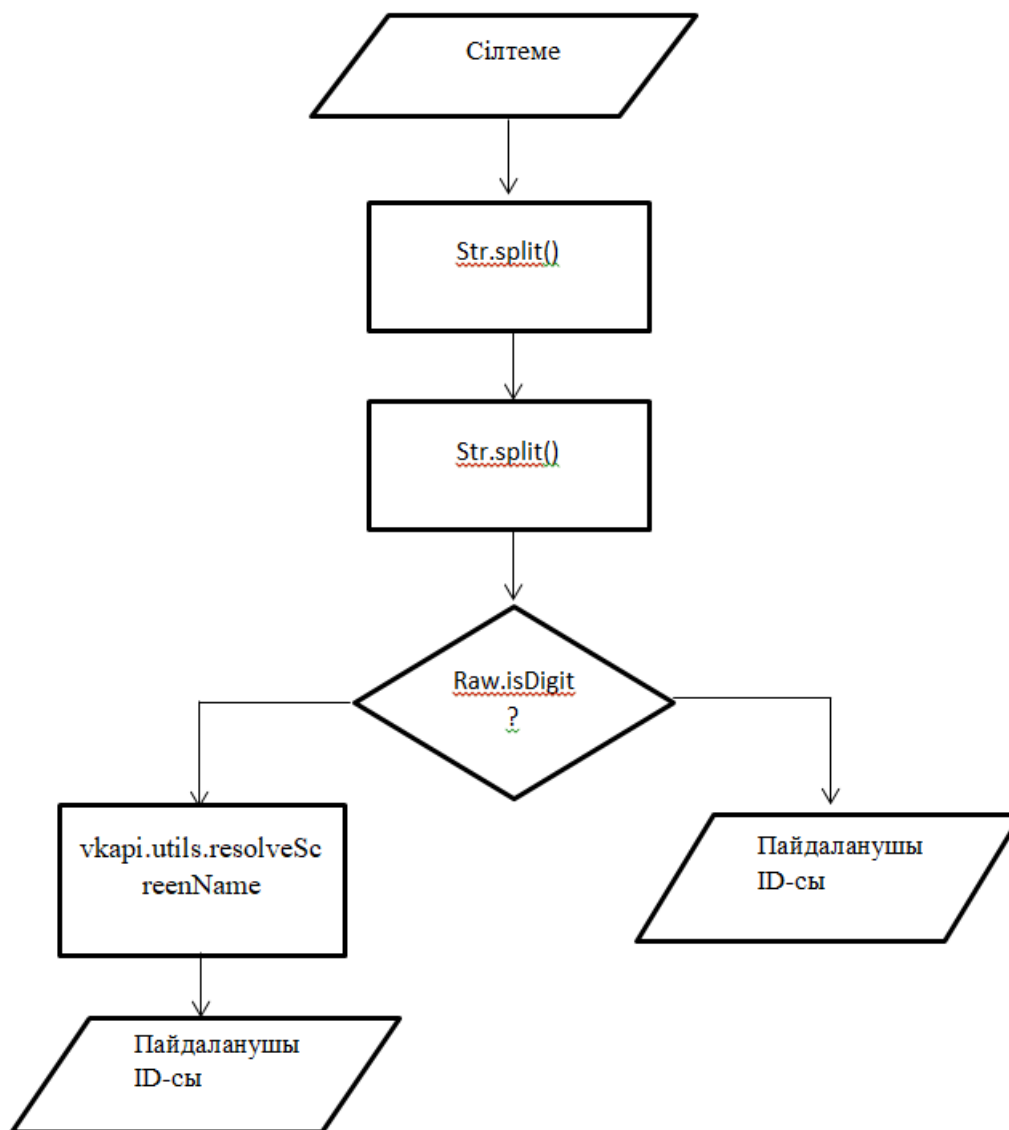 Сілтеме
Str.split()
Str.split()
Raw.isDigit
?
vkapi.utils.resolveSc
reenName
Пайдаланушы
ID-сы
Пайдаланушы
ID-сы